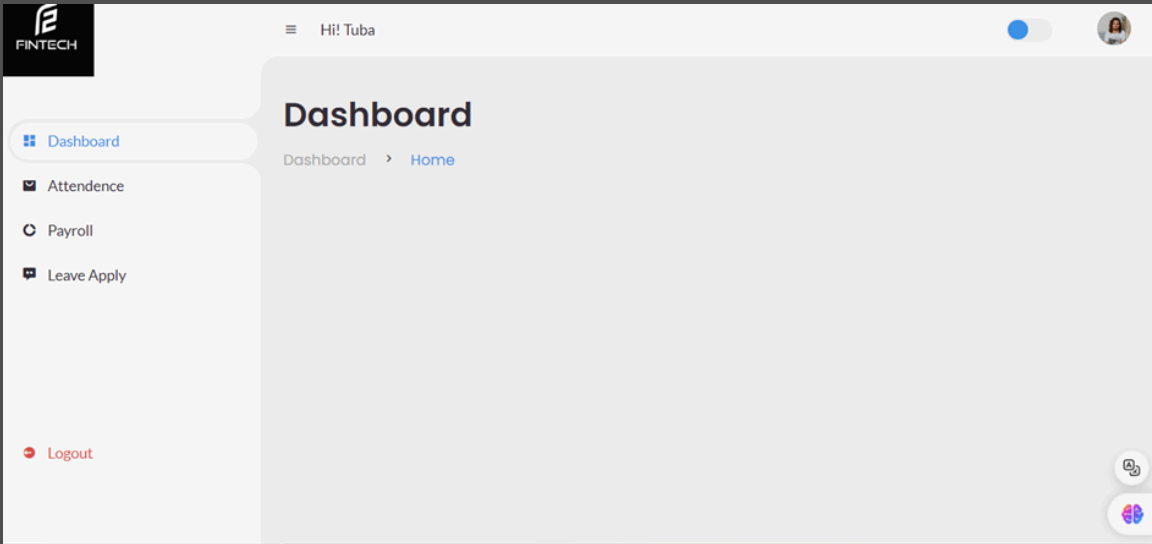 FINTECH
Hi! Tuba
Dashboard
Dashboard > Home
Dashboard
Attendence
Payroll
Leave Apply
Logout